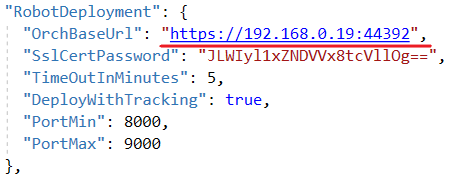 "RobotDeployment": {
"OrchBaseUrl": "https://192.168.0.19:44392",
"SslCertPassword": "JLWIyl1xZNDVVx8tcVllOg==",
"TimeOutInMinutes": 5,
"DeployWithTracking": true,
"PortMin": 8000,
"PortMax": 9000
},